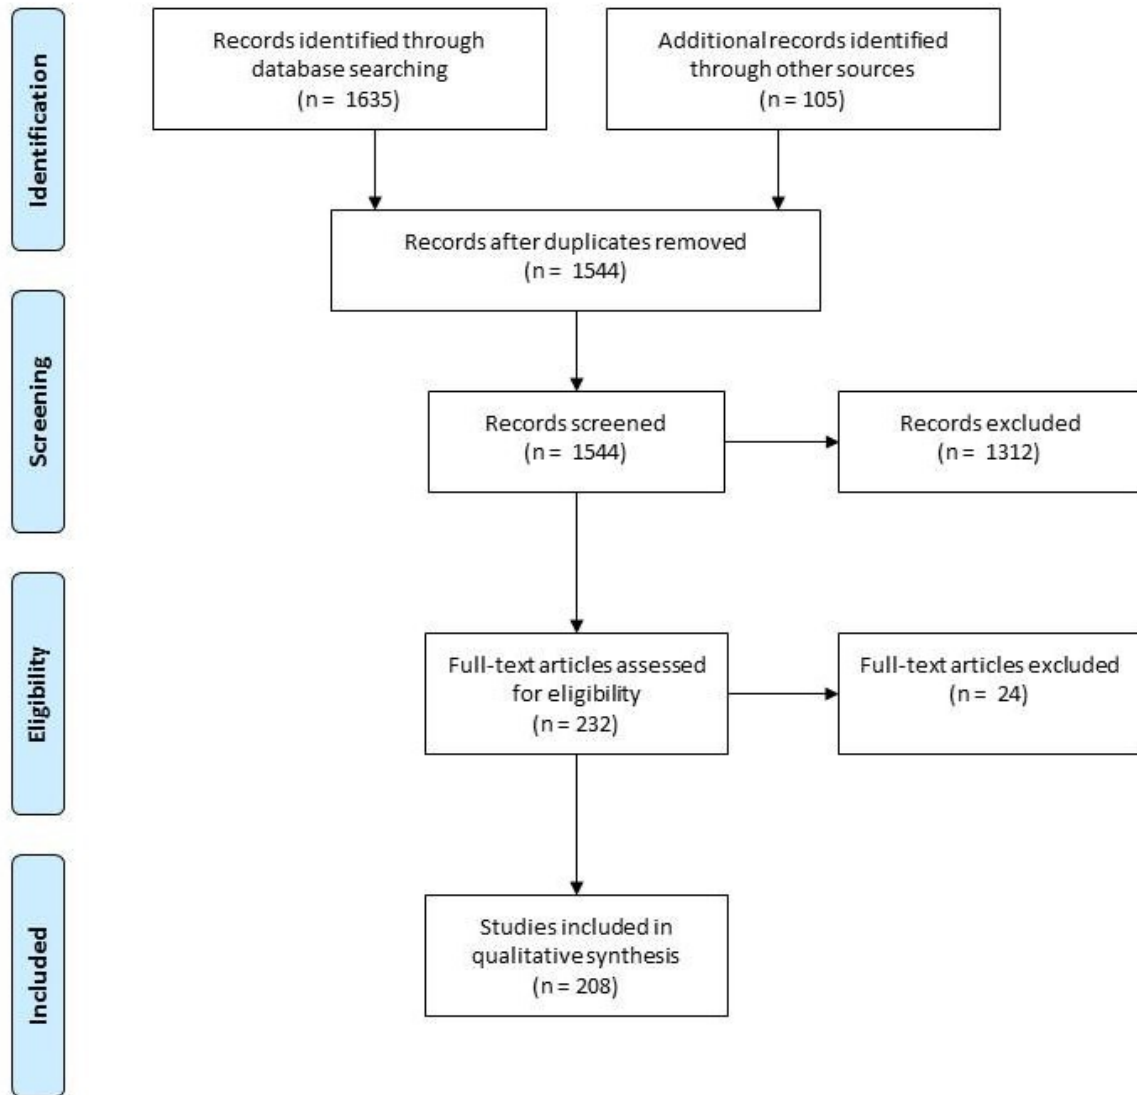 Identification
Records identified through
database searching
(n = 1635)
Additional records identified
through other sources
(n = 105)
Records after duplicates removed
(n = 1544)
Screening
Records screened
(n = 1544)
Records excluded
(n = 1312)
Eligibility
Full-text articles assessed
for eligibility
(n = 232)
Full-text articles excluded
(n = 24)
Included
Studies included in
qualitative synthesis
(n = 208)